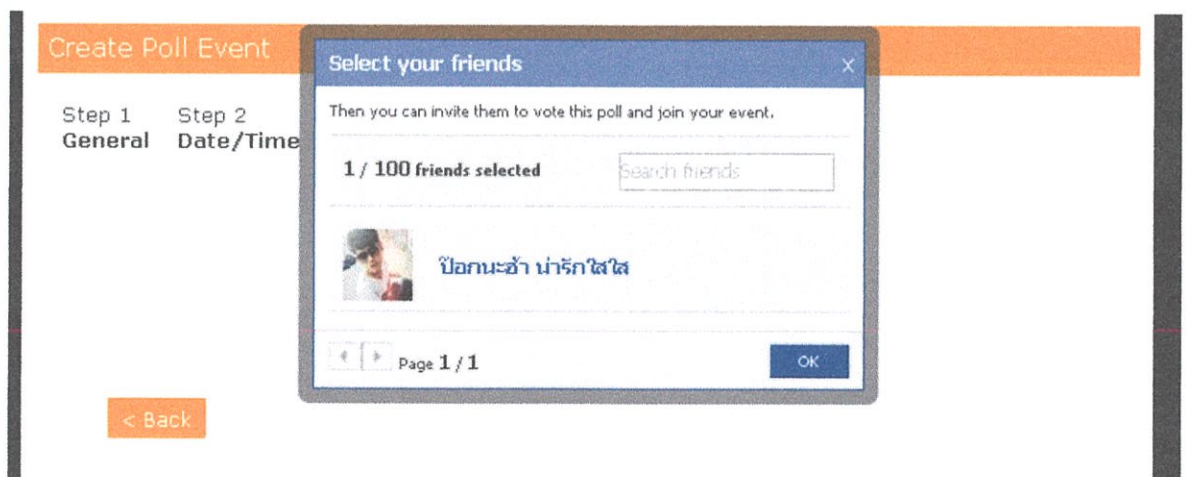 Create Poll Event
Select your friends
×
Step 1 Step 2
General Date/Time
Then you can invite them to vote this poll and join your event.
1 / 100 friends selected
Search friends
ป๊อกนะฮ้า น่ารักใสใส
Page 1 / 1
OK
< Back